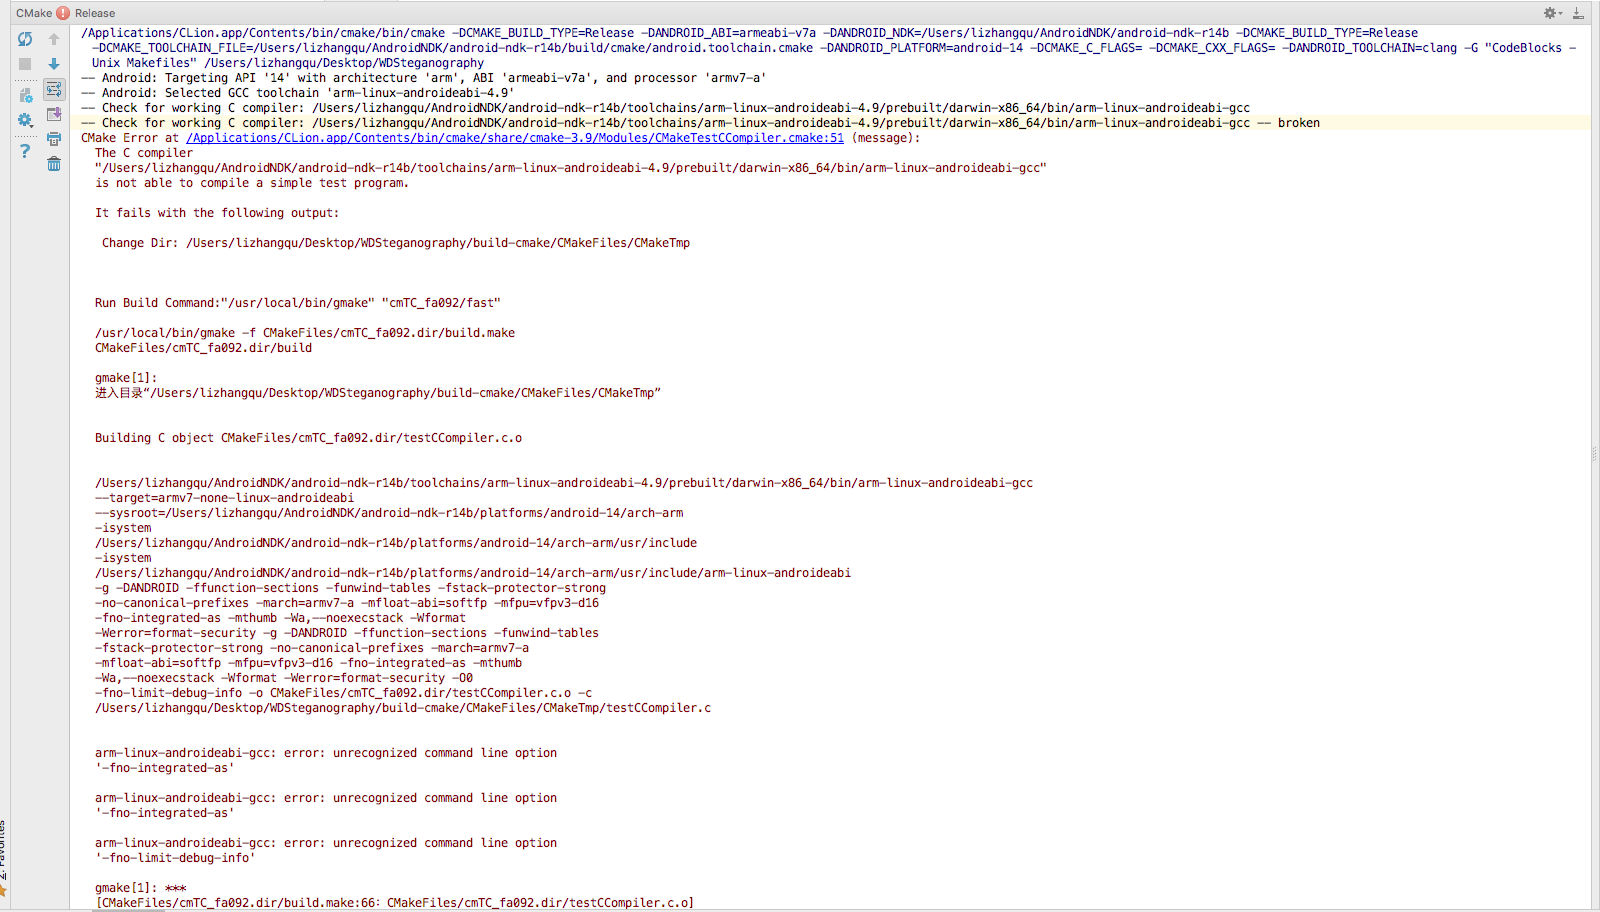 CMake Release
/Applications/CLion.app/Contents/bin/cmake/bin/cmake -DCMAKE_BUILD_TYPE=Release -DANDROID_ABI=armeabi-v7a -DANDROID_NDK=/Users/lizhangqu/AndroidNDK/android-ndk-r14b -DCMAKE_BUILD_TYPE=Release
-DCMAKE_TOOLCHAIN_FILE=/Users/lizhangqu/AndroidNDK/android-ndk-r14b/build/cmake/android.toolchain.cmake -DANDROID_PLATFORM=android-14 -DCMAKE_C_FLAGS= -DCMAKE_CXX_FLAGS= -DANDROID_TOOLCHAIN=clang -G "CodeBlocks -
Unix Makefiles" /Users/lizhangqu/Desktop/WDSteganography
-- Android: Targeting API '14' with architecture 'arm', ABI 'armeabi-v7a', and processor 'armv7-a'
-- Android: Selected GCC toolchain 'arm-linux-androideabi-4.9'
-- Check for working C compiler: /Users/lizhangqu/AndroidNDK/android-ndk-r14b/toolchains/arm-linux-androideabi-4.9/prebuilt/darwin-x86_64/bin/arm-linux-androideabi-gcc
-- Check for working C compiler: /Users/lizhangqu/AndroidNDK/android-ndk-r14b/toolchains/arm-linux-androideabi-4.9/prebuilt/darwin-x86_64/bin/arm-linux-androideabi-gcc -- broken
CMake Error at /Applications/CLion.app/Contents/bin/cmake/share/cmake-3.9/Modules/CMakeTestCCompiler.cmake:51 (message):
The C compiler
"/Users/lizhangqu/AndroidNDK/android-ndk-r14b/toolchains/arm-linux-androideabi-4.9/prebuilt/darwin-x86_64/bin/arm-linux-androideabi-gcc"
is not able to compile a simple test program.
It fails with the following output:
Change Dir: /Users/lizhangqu/Desktop/WDSteganography/build-cmake/CMakeFiles/CMakeTmp
Run Build Command:"/usr/local/bin/gmake" "cmTC_fa092/fast"
/usr/local/bin/gmake -f CMakeFiles/cmTC_fa092.dir/build.make
CMakeFiles/cmTC_fa092.dir/build
gmake[1]:
进入目录“/Users/lizhangqu/Desktop/WDSteganography/build-cmake/CMakeFiles/CMakeTmp”
Building C object CMakeFiles/cmTC_fa092.dir/testCCompiler.c.o
/Users/lizhangqu/AndroidNDK/android-ndk-r14b/toolchains/arm-linux-androideabi-4.9/prebuilt/darwin-x86_64/bin/arm-linux-androideabi-gcc
--target=armv7-none-linux-androideabi
--sysroot=/Users/lizhangqu/AndroidNDK/android-ndk-r14b/platforms/android-14/arch-arm
-isystem
/Users/lizhangqu/AndroidNDK/android-ndk-r14b/platforms/android-14/arch-arm/usr/include
-isystem
/Users/lizhangqu/AndroidNDK/android-ndk-r14b/platforms/android-14/arch-arm/usr/include/arm-linux-androideabi
-g -DANDROID -ffunction-sections -funwind-tables -fstack-protector-strong
-no-canonical-prefixes -march=armv7-a -mfloat-abi=softfp -mfpu=vfpv3-d16
-fno-integrated-as -mthumb -Wa,--noexecstack -Wformat
-Werror=format-security -g -DANDROID -ffunction-sections -funwind-tables
-fstack-protector-strong -no-canonical-prefixes -march=armv7-a
-mfloat-abi=softfp -mfpu=vfpv3-d16 -fno-integrated-as -mthumb
-Wa,--noexecstack -Wformat -Werror=format-security -O0
-fno-limit-debug-info -o CMakeFiles/cmTC_fa092.dir/testCCompiler.c.o -c
/Users/lizhangqu/Desktop/WDSteganography/build-cmake/CMakeFiles/CMakeTmp/testCCompiler.c
arm-linux-androideabi-gcc: error: unrecognized command line option
'-fno-integrated-as'
arm-linux-androideabi-gcc: error: unrecognized command line option
'-fno-integrated-as'
arm-linux-androideabi-gcc: error: unrecognized command line option
'-fno-limit-debug-info'
gmake[1]: ***
[CMakeFiles/cmTC_fa092.dir/build.make:66: CMakeFiles/cmTC_fa092.dir/testCCompiler.c.o]